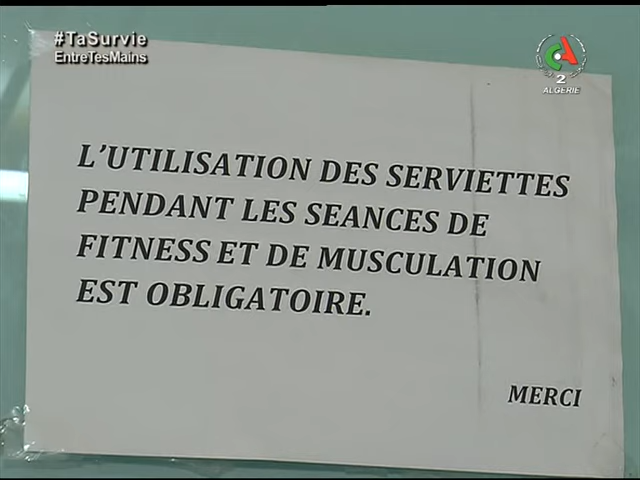 #TaSurvie
EntreTesMains
2
ALGERIE
L'UTILISATION DES SERVIETTES
PENDANT LES SEANCES DE
FITNESS ET DE MUSCULATION
EST OBLIGATOIRE.
MERCI